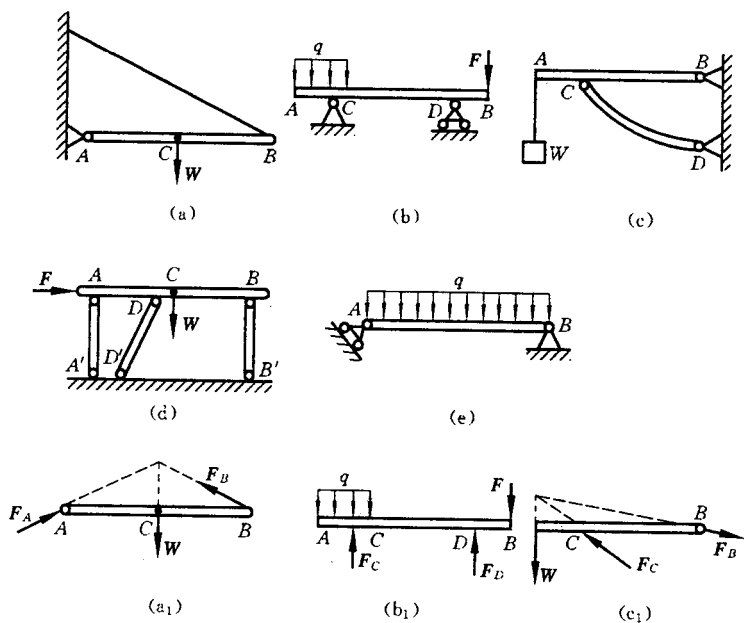 A C B W
(a)
q F
A C D B
(b)
A B
C
W D
(c)
F A C B
D W
A' D' B'
(d)
q
A B
(e)
F_A A C B F_B
W
(a₁)
q F
A C D B
F_C F_D
(b₁)
B
C F_C F_B
W
(c₁)